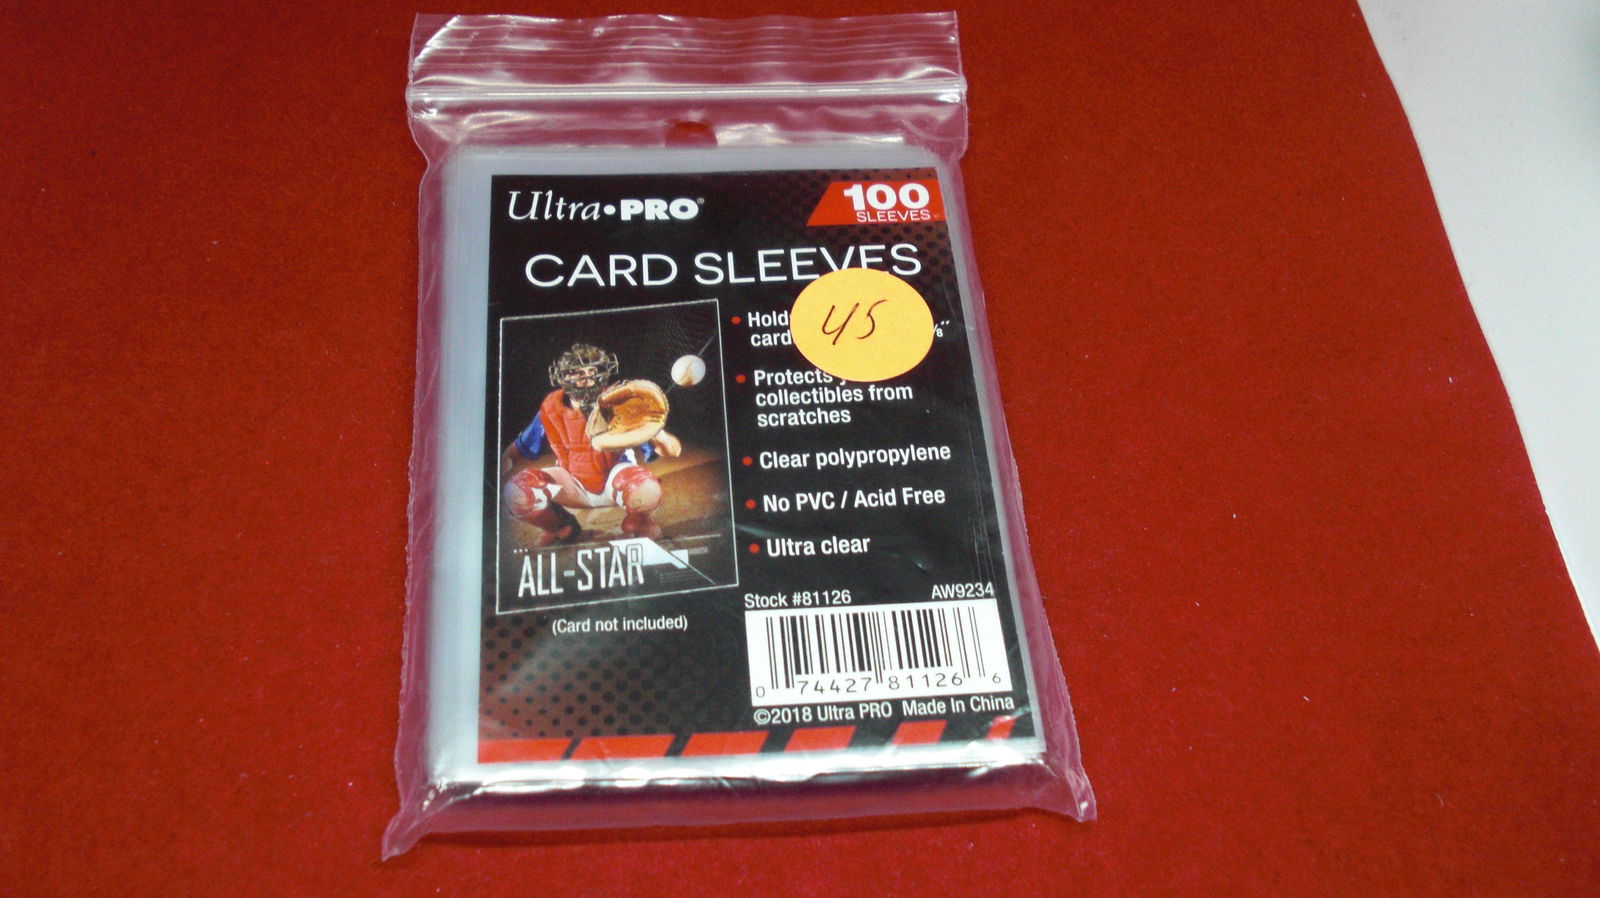 Ultra•PRO®
100
SLEEVES
CARD SLEEVES
45
• Hold
card ⅛"
• Protects
collectibles from
scratches
• Clear polypropylene
• No PVC / Acid Free
• Ultra clear
ALL-STAR
(Card not included)
Stock #81126 AW9234
0 74427 81126 6
©2018 Ultra PRO Made In China